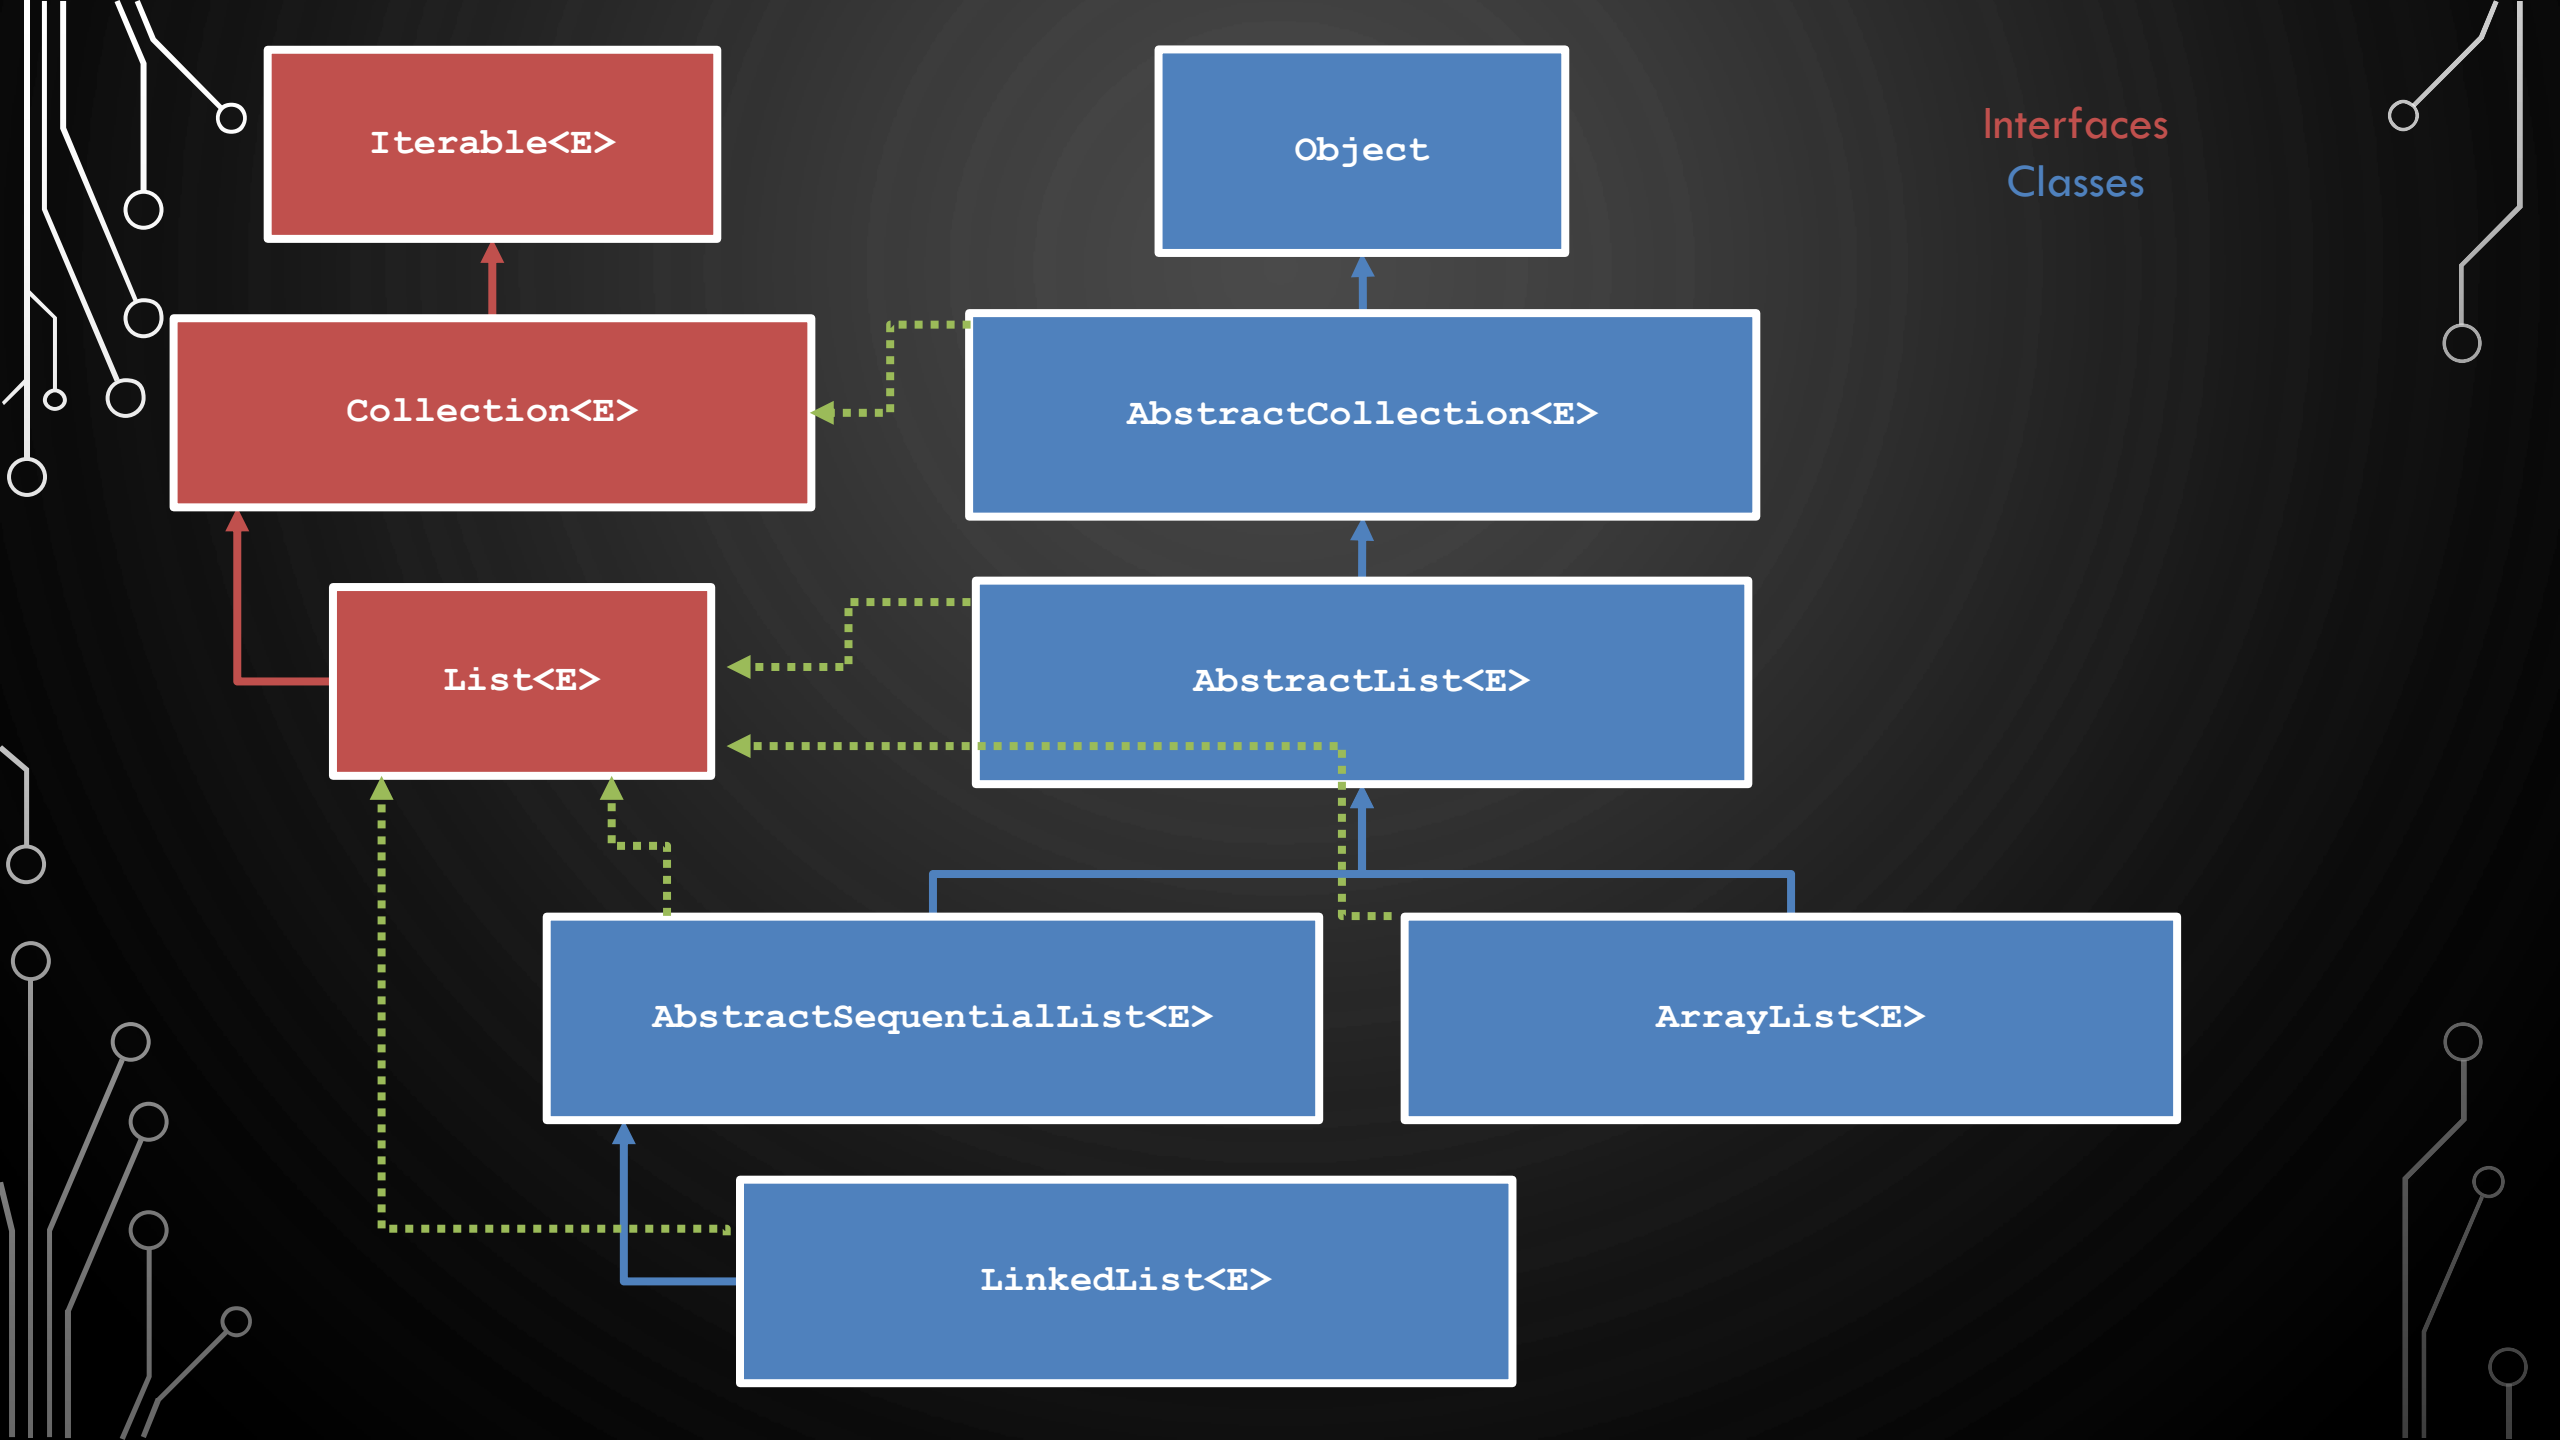 Iterable<E>
Object
Interfaces
Classes
Collection<E>
AbstractCollection<E>
List<E>
AbstractList<E>
AbstractSequentialList<E>
ArrayList<E>
LinkedList<E>